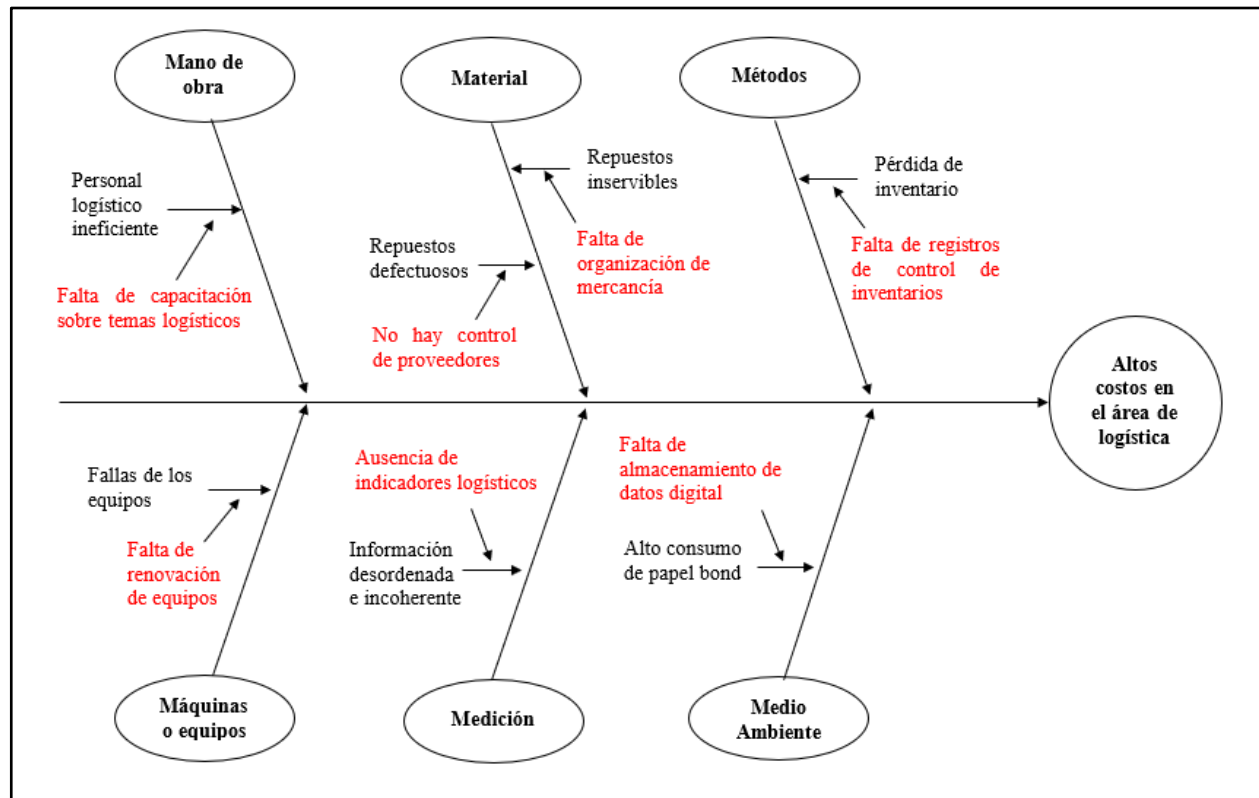 Mano de
obra
Material
Métodos
Personal
logístico
ineficiente
Falta de capacitación
sobre temas logísticos
Repuestos
inservibles
Falta de
organización de
mercancía
Repuestos
defectuosos
No hay control
de proveedores
Pérdida de
inventario
Falta de registros
de control de
inventarios
Altos
costos en
el área de
logística
Fallas de los
equipos
Falta de
renovación
de equipos
Ausencia de
indicadores logísticos
Información
desordenada
e incoherente
Falta de
almacenamiento de
datos digital
Alto consumo
de papel bond
Máquinas
o equipos
Medición
Medio
Ambiente